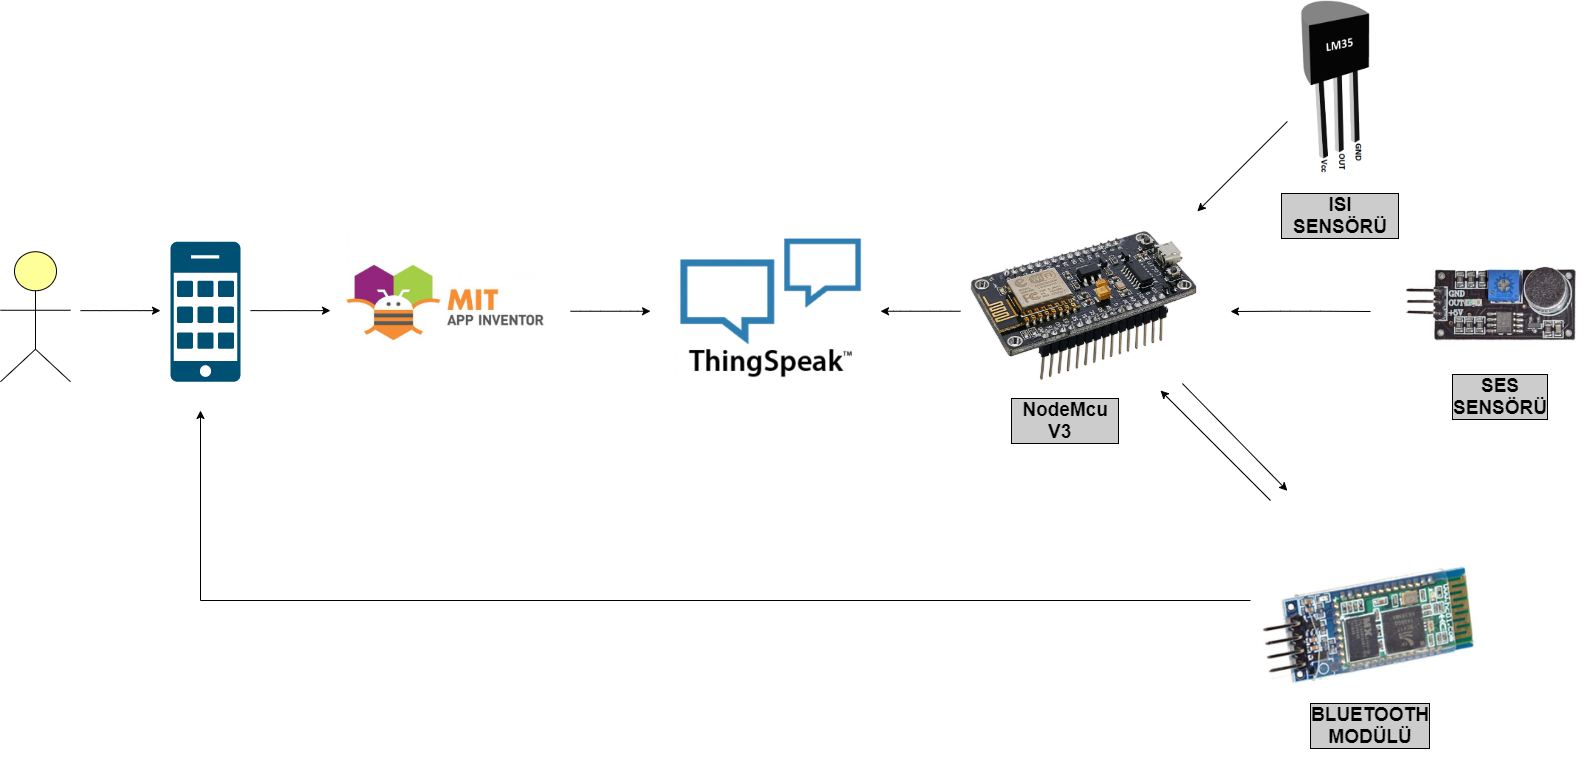 LM35
Vcc
OUT
GND
ISI
SENSÖRÜ
MIT
APP INVENTOR
ThingSpeak™
NodeMcu
V3
GND
OUT
+5V
SES
SENSÖRÜ
BLUETOOTH
MODÜLÜ